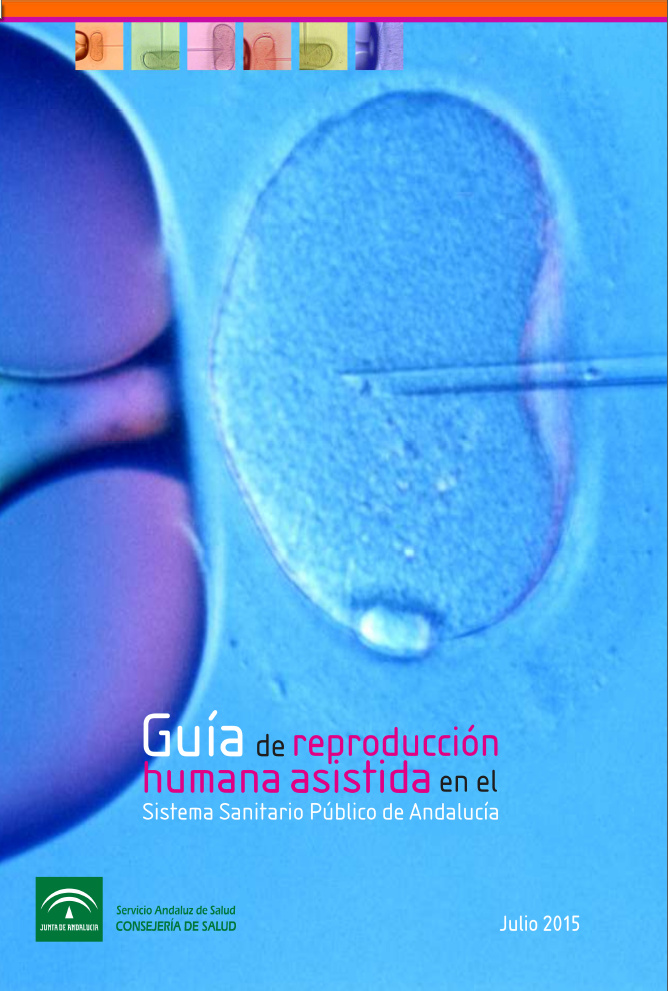 Guía de reproducción
humana asistida en el
Sistema Sanitario Público de Andalucía
JUNTA DE ANDALUCIA
Servicio Andaluz de Salud
CONSEJERÍA DE SALUD
Julio 2015